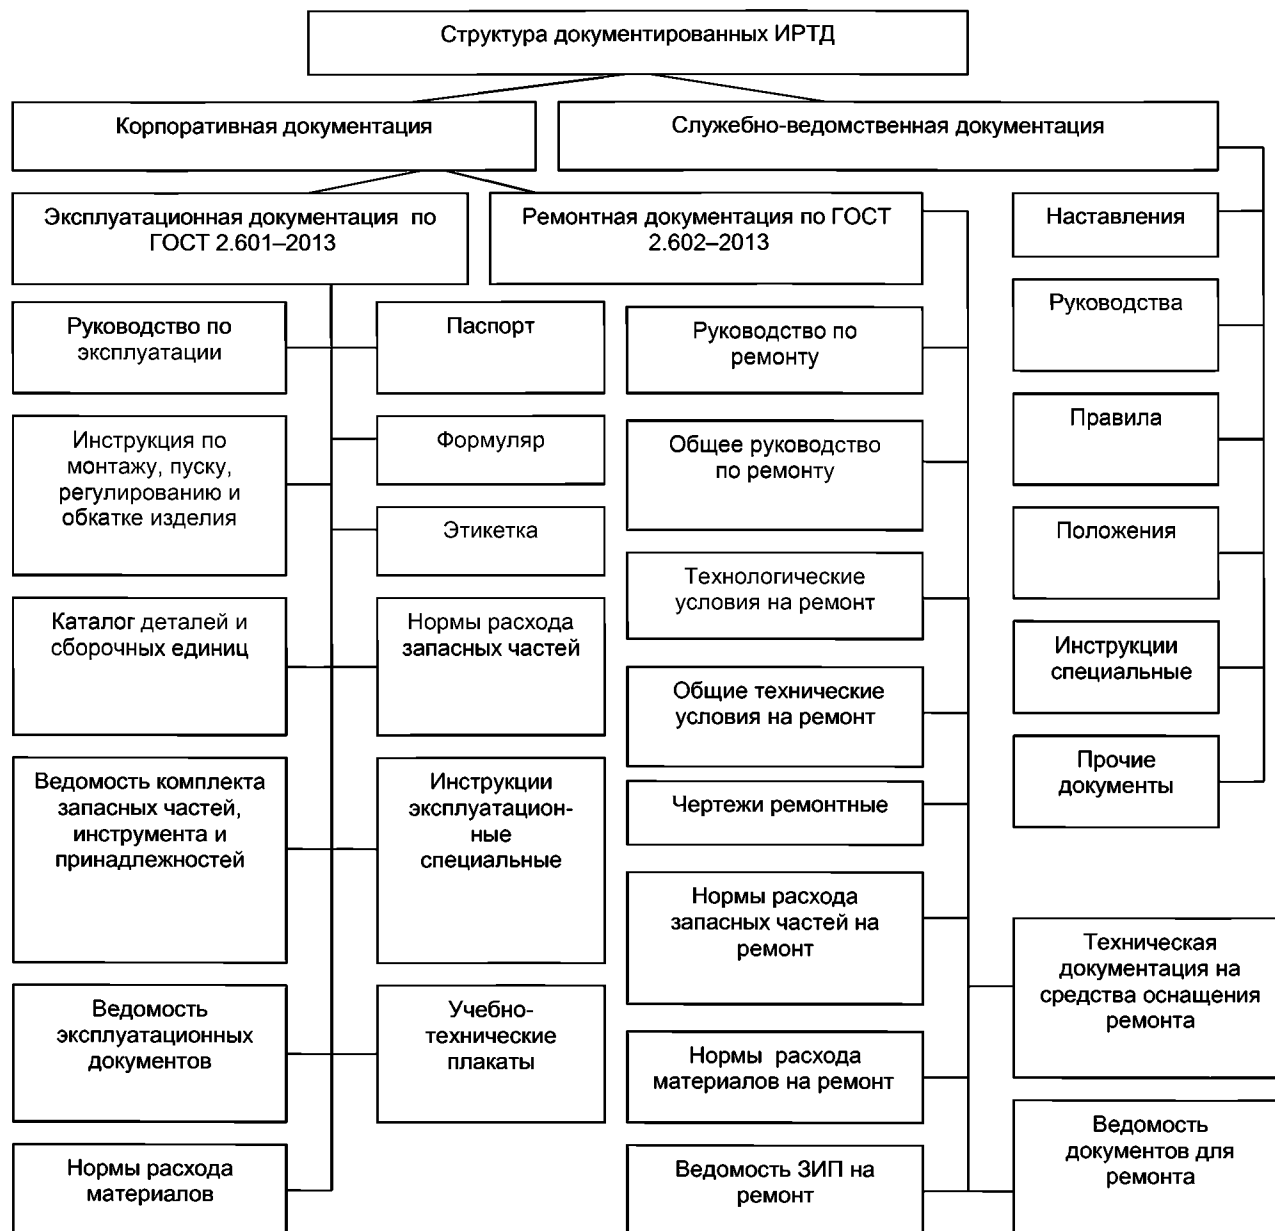 Структура документированных ИРТД
Корпоративная документация
Служебно-ведомственная документация
Эксплуатационная документация по
ГОСТ 2.601–2013
Ремонтная документация по ГОСТ
2.602–2013
Руководство по
эксплуатации
Инструкция по
монтажу, пуску,
регулированию и
обкатке изделия
Каталог деталей и
сборочных единиц
Ведомость комплекта
запасных частей,
инструмента и
принадлежностей
Ведомость
эксплуатационных
документов
Нормы расхода
материалов
Паспорт
Формуляр
Этикетка
Нормы расхода
запасных частей
Инструкции
эксплуатацион-
ные
специальные
Учебно-
технические
плакаты
Руководство по
ремонту
Общее руководство
по ремонту
Технологические
условия на ремонт
Общие технические
условия на ремонт
Чертежи ремонтные
Нормы расхода
запасных частей на
ремонт
Нормы расхода
материалов на ремонт
Ведомость ЗИП на
ремонт
Наставления
Руководства
Правила
Положения
Инструкции
специальные
Прочие
документы
Техническая
документация на
средства оснащения
ремонта
Ведомость
документов для
ремонта